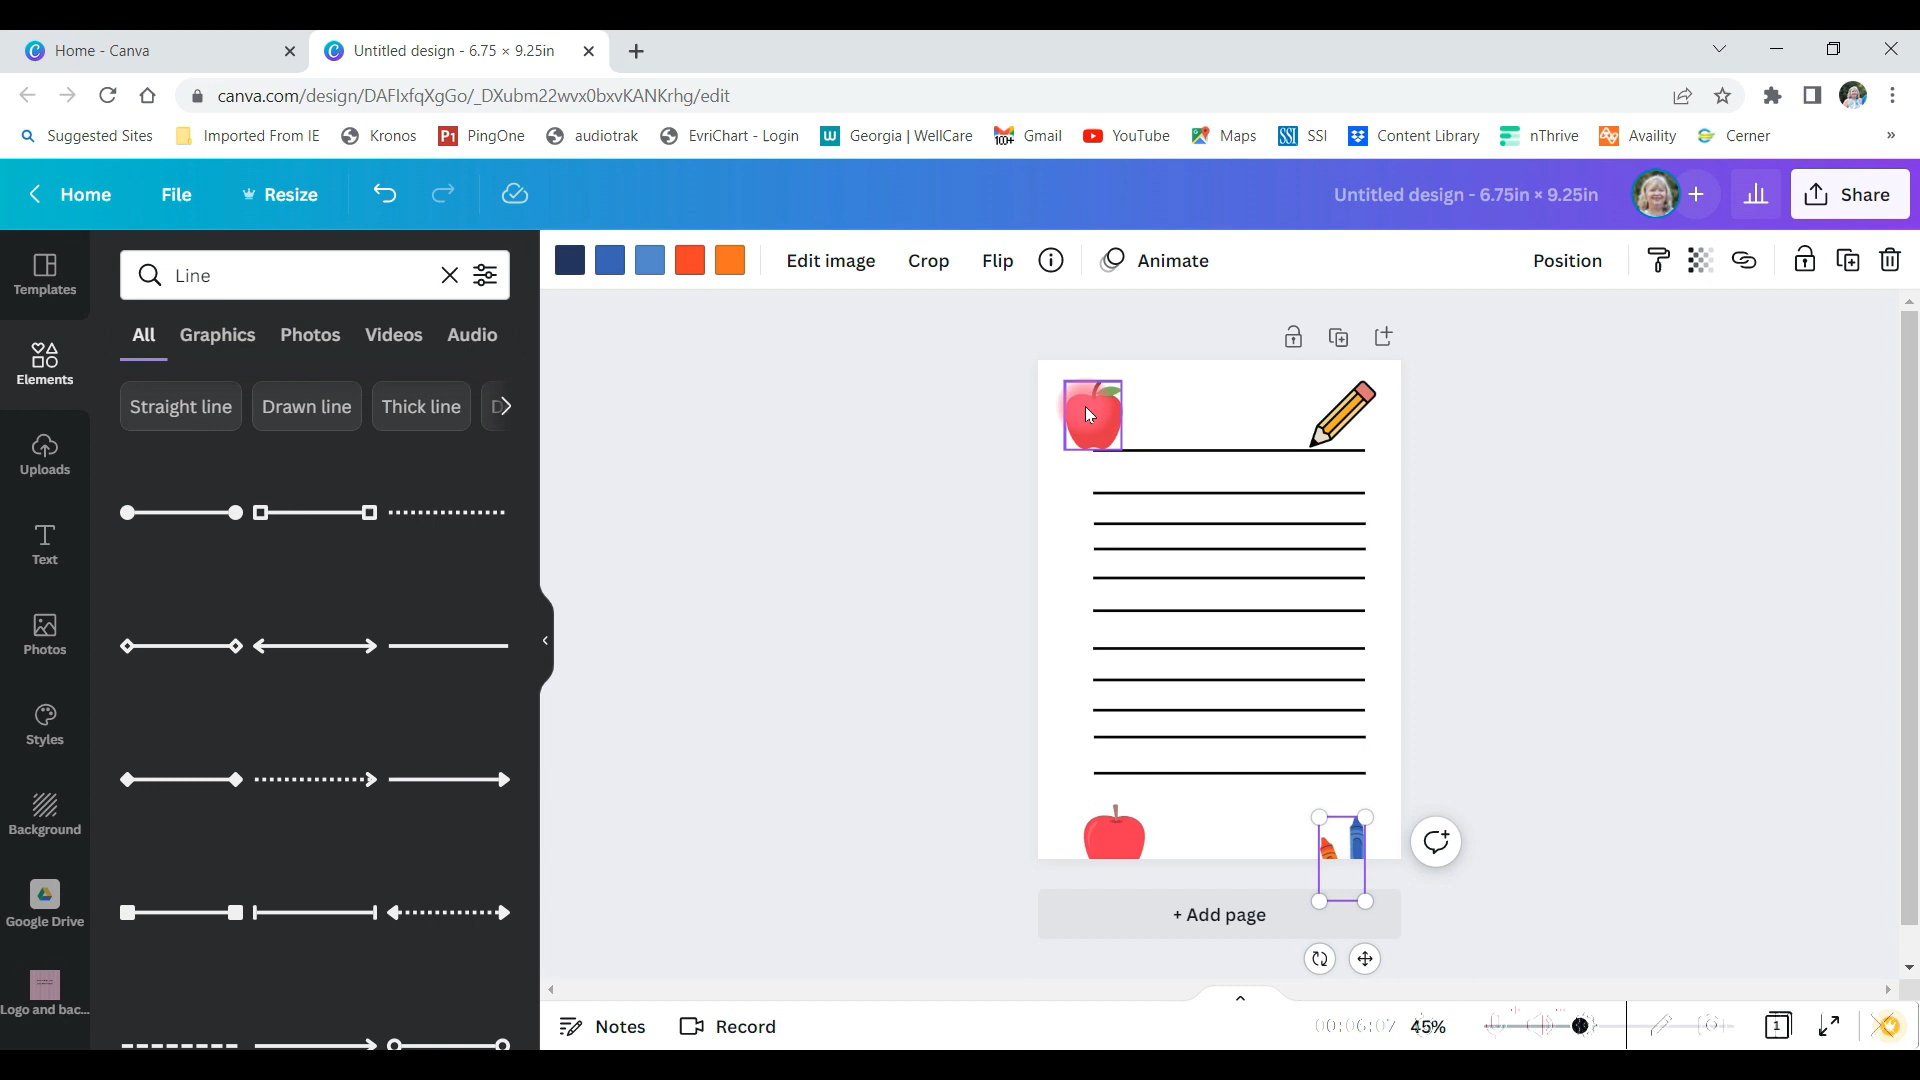 Home - Canva
Untitled design - 6.75 × 9.25in
canva.com/design/DAFIxfqXgGo/_DXubm22wvx0bxvKANKrhg/edit
Suggested Sites
Imported From IE
Kronos
PingOne
audiotrak
EvriChart - Login
Georgia | WellCare
100+
Gmail
YouTube
Maps
SSI
SSI
Content Library
nThrive
Availity
Cerner
»
Home
File
Resize
Untitled design - 6.75in × 9.25in
Share
Templates
Elements
Uploads
Text
Photos
Styles
Background
Google Drive
Logo and bac...
Line
All
Graphics
Photos
Videos
Audio
Straight line
Drawn line
Thick line
D
Edit image
Crop
Flip
Animate
Position
+ Add page
Notes
Record
00:06:07
45%
1